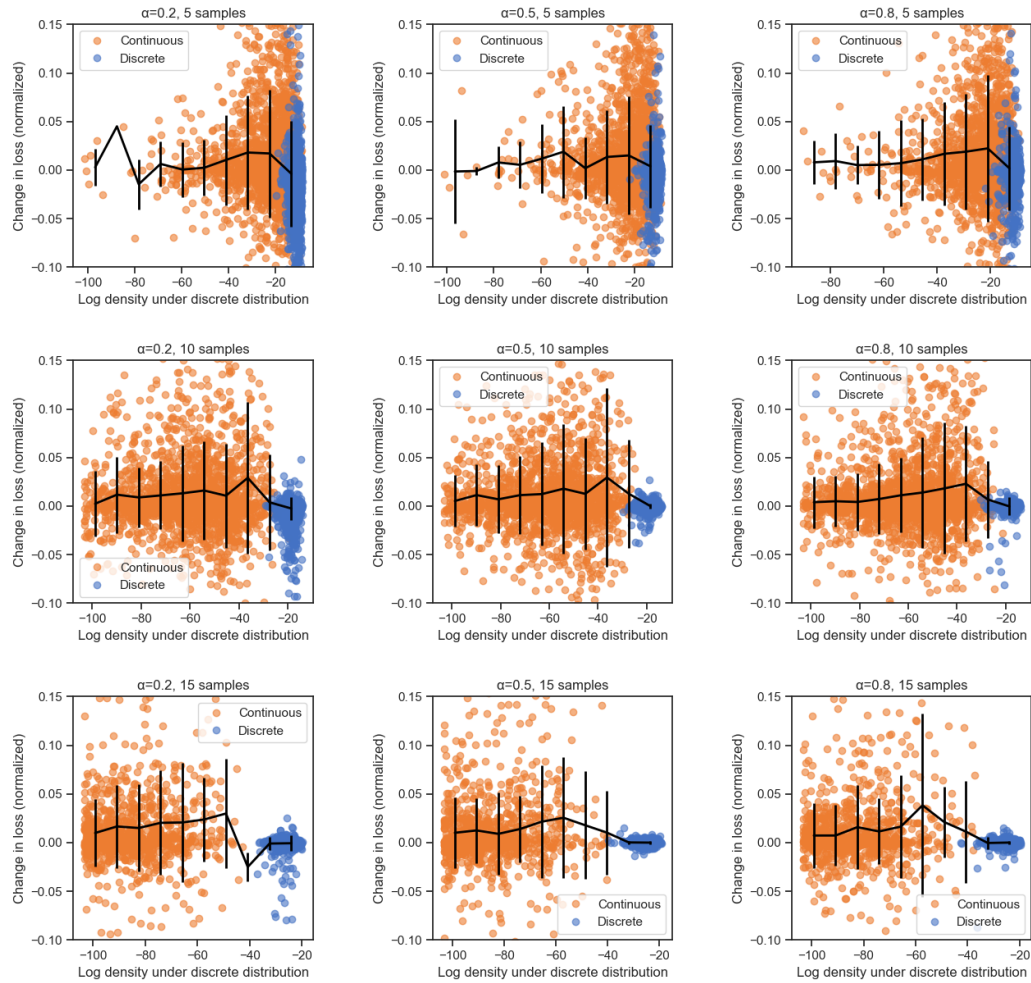 α=0.2, 5 samples
0.15
0.10
0.05
0.00
−0.05
−0.10
Change in loss (normalized)
Continuous
Discrete
−100 −80 −60 −40 −20
Log density under discrete distribution
α=0.5, 5 samples
0.15
0.10
0.05
0.00
−0.05
−0.10
Change in loss (normalized)
Continuous
Discrete
−100 −80 −60 −40 −20
Log density under discrete distribution
α=0.8, 5 samples
0.15
0.10
0.05
0.00
−0.05
−0.10
Change in loss (normalized)
Continuous
Discrete
−80 −60 −40 −20
Log density under discrete distribution
α=0.2, 10 samples
0.15
0.10
0.05
0.00
−0.05
−0.10
Change in loss (normalized)
Continuous
Discrete
−100 −80 −60 −40 −20
Log density under discrete distribution
α=0.5, 10 samples
0.15
0.10
0.05
0.00
−0.05
−0.10
Change in loss (normalized)
Continuous
Discrete
−100 −80 −60 −40 −20
Log density under discrete distribution
α=0.8, 10 samples
0.15
0.10
0.05
0.00
−0.05
−0.10
Change in loss (normalized)
Continuous
Discrete
−100 −80 −60 −40 −20
Log density under discrete distribution
α=0.2, 15 samples
0.15
0.10
0.05
0.00
−0.05
−0.10
Change in loss (normalized)
Continuous
Discrete
−100 −80 −60 −40 −20
Log density under discrete distribution
α=0.5, 15 samples
0.15
0.10
0.05
0.00
−0.05
−0.10
Change in loss (normalized)
Continuous
Discrete
−100 −80 −60 −40 −20
Log density under discrete distribution
α=0.8, 15 samples
0.15
0.10
0.05
0.00
−0.05
−0.10
Change in loss (normalized)
Continuous
Discrete
−100 −80 −60 −40 −20
Log density under discrete distribution